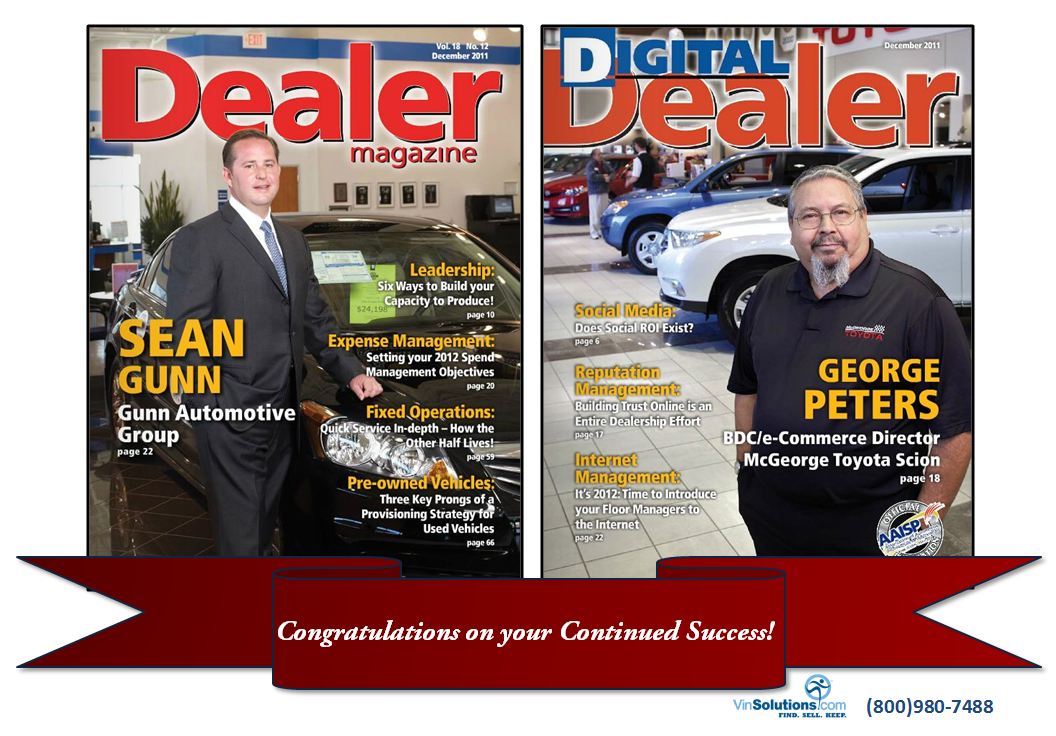 EXIT
Vol. 18 No. 12
December 2011
Dealer
magazine
Leadership:
Six Ways to Build your
Capacity to Produce!
page 10
$24,198
SEAN
GUNN
Gunn Automotive
Group
page 22
Expense Management:
Setting your 2012 Spend
Management Objectives
page 20
Fixed Operations:
Quick Service In-depth – How the
Other Half Lives!
page 59
Pre-owned Vehicles:
Three Key Prongs of a
Provisioning Strategy for
Used Vehicles
page 66
TOYO
December 2011
DIGITAL
Dealer
Social Media:
Does Social ROI Exist?
page 6
Reputation
Management:
Building Trust Online is an
Entire Dealership Effort
page 17
Internet
Management:
It's 2012: Time to Introduce
your Floor Managers to
the Internet
page 22
McGeorge
TOYOTA
GEORGE
PETERS
BDC/e-Commerce Director
McGeorge Toyota Scion
page 18
OFFICIAL
AAISP
Congratulations on your Continued Success!
VinSolutions.com
FIND. SELL. KEEP.
(800)980-7488